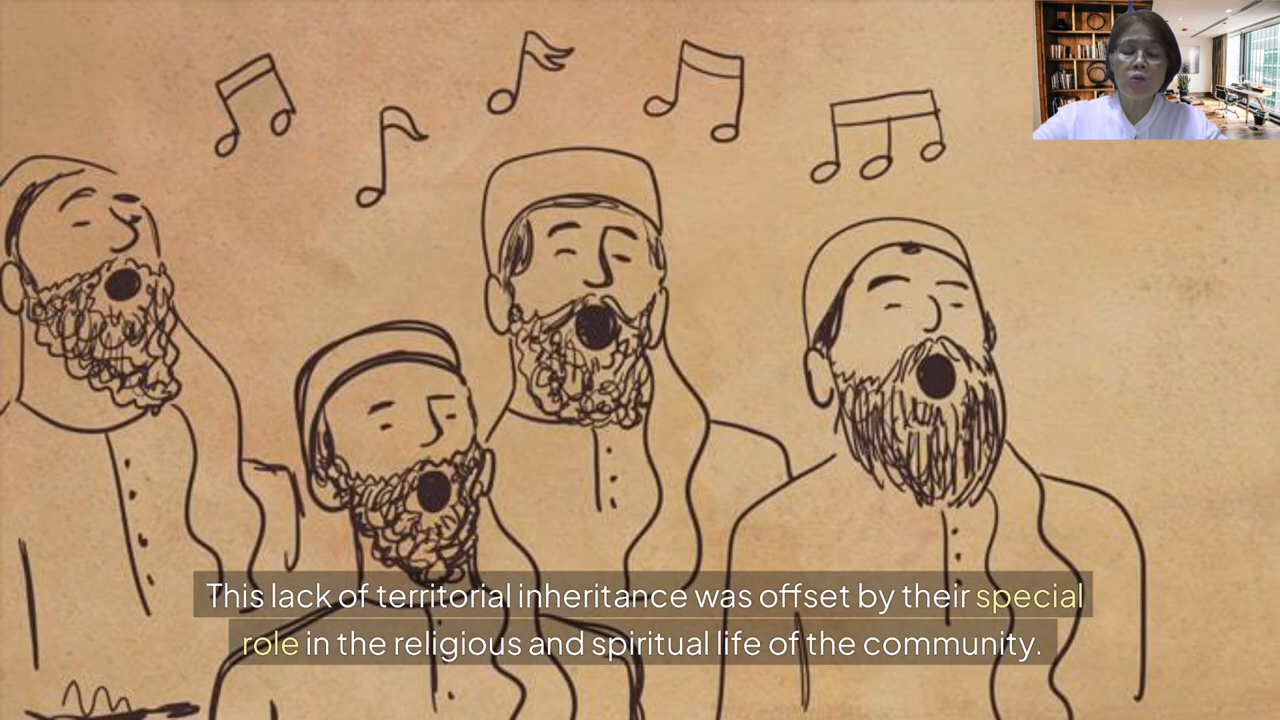 This lack of territorial inheritance was offset by their special
role in the religious and spiritual life of the community.